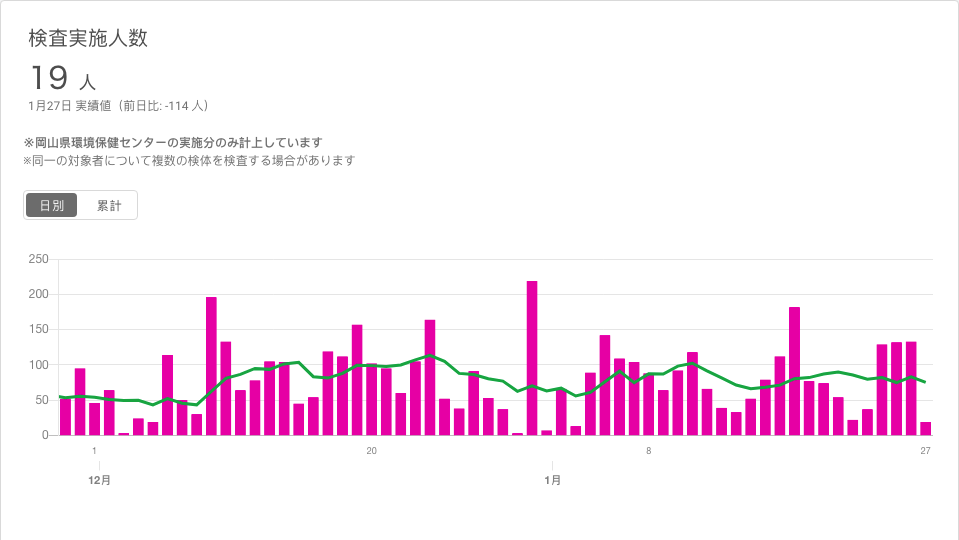 検査実施人数
19 人
1月27日 実績値（前日比: -114 人）
※岡山県環境保健センターの実施分のみ計上しています
※同一の対象者について複数の検体を検査する場合があります
日別 累計
250
200
150
100
50
0
1 20 8 27
12月 1月